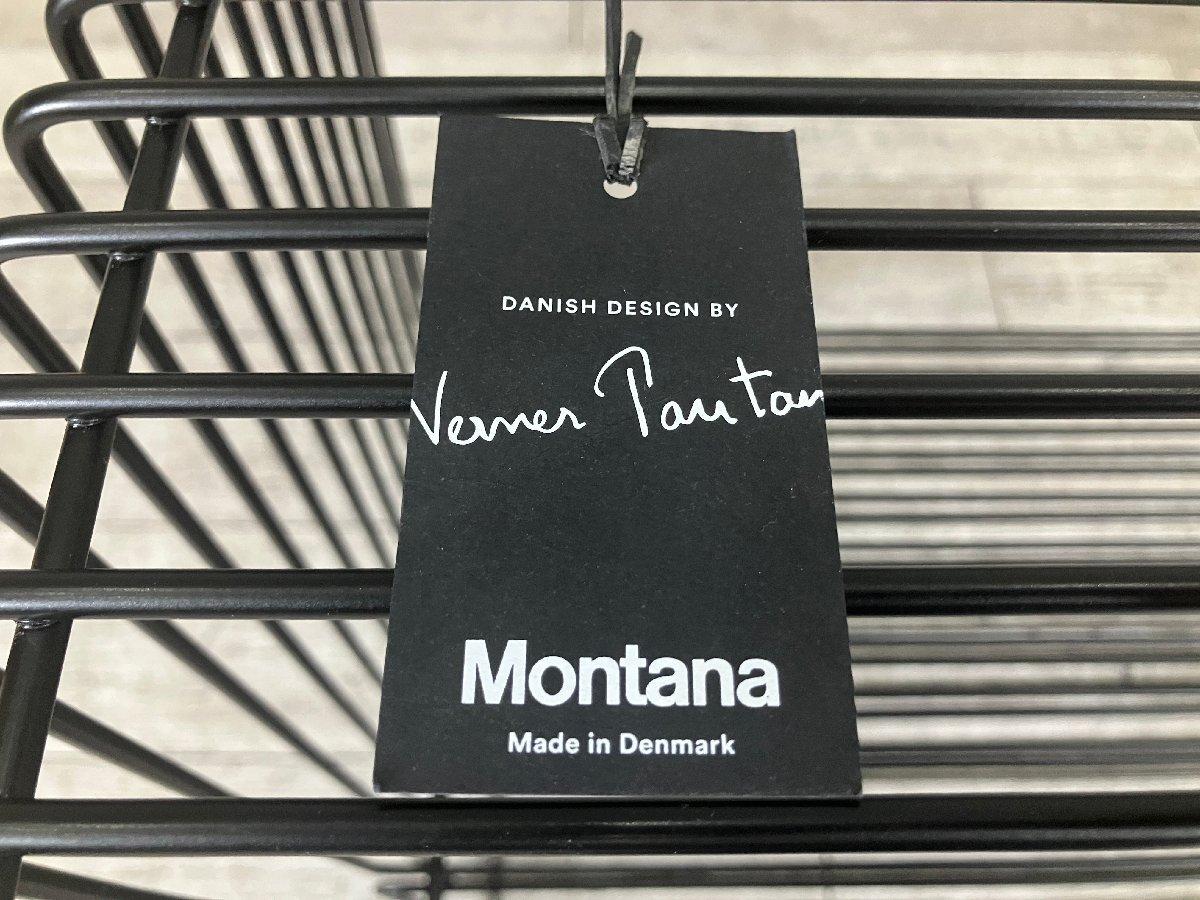 DANISH DESIGN BY
Verner Panton
Montana
Made in Denmark